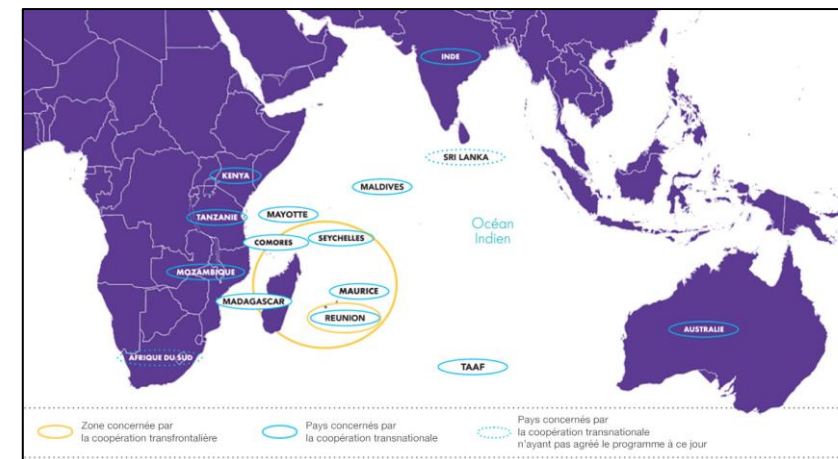 INDE
SRI LANKA
KENYA
MALDIVES
TANZANIE
MAYOTTE
Océan
Indien
COMORES
SEYCHELLES
MOZAMBIQUE
MAURICE
MADAGASCAR
REUNION
AUSTRALIE
AFRIQUE DU SUD
TAAF
Zone concernée par
la coopération transfrontalière
Pays concernés par
la coopération transnationale
Pays concernés par
la coopération transnationale
n'ayant pas agréé le programme à ce jour